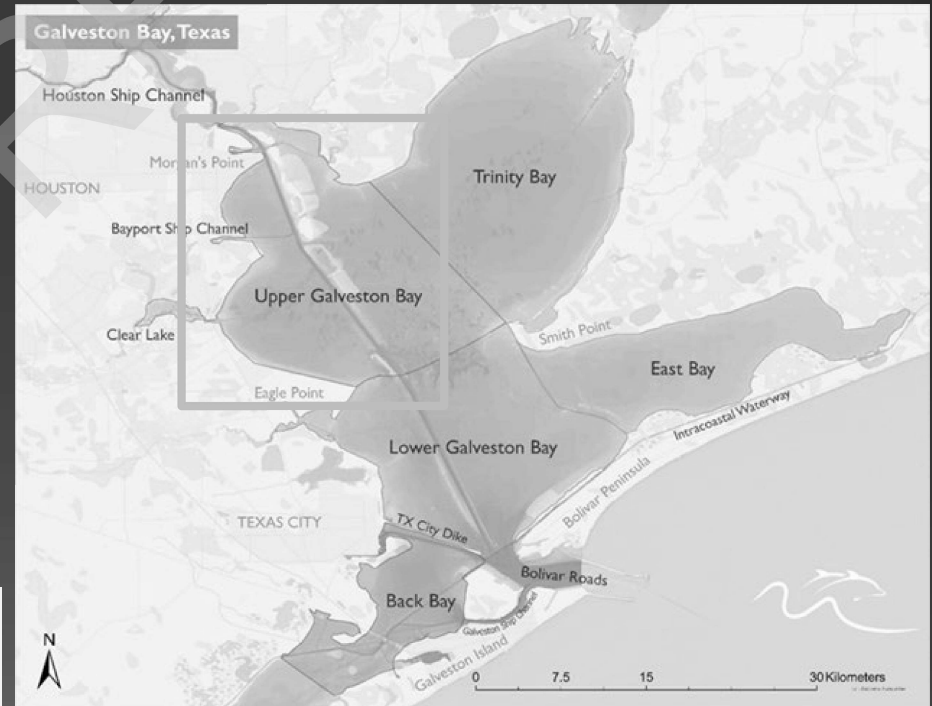 Galveston Bay, Texas
Houston Ship Channel
Morgan's Point
HOUSTON
Trinity Bay
Bayport Ship Channel
Upper Galveston Bay
Clear Lake
Smith Point
East Bay
Eagle Point
Intracoastal Waterway
Lower Galveston Bay
Bolivar Peninsula
TEXAS CITY
TX City Dike
Bolivar Roads
Back Bay
Galveston Ship Channel
Galveston Island
N
0 7.5 15 30 Kilometers